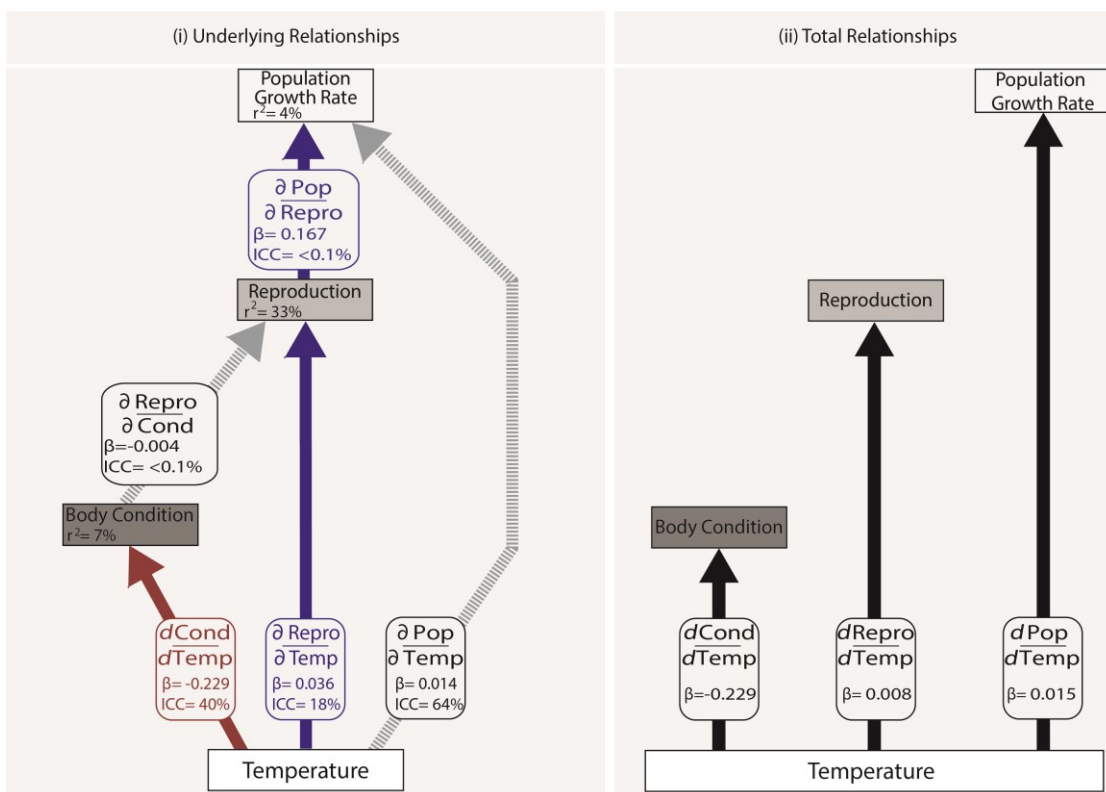 (i) Underlying Relationships
Population
Growth Rate
r²= 4%
∂ Pop
∂ Repro
β= 0.167
ICC= <0.1%
Reproduction
r²= 33%
∂ Repro
∂ Cond
β=-0.004
ICC= <0.1%
Body Condition
r²= 7%
dCond
dTemp
β= -0.229
ICC= 40%
∂ Repro
∂ Temp
β= 0.036
ICC= 18%
∂ Pop
∂ Temp
β= 0.014
ICC= 64%
Temperature
(ii) Total Relationships
Population
Growth Rate
Reproduction
Body Condition
dCond
dTemp
β=-0.229
dRepro
dTemp
β= 0.008
dPop
dTemp
β= 0.015
Temperature